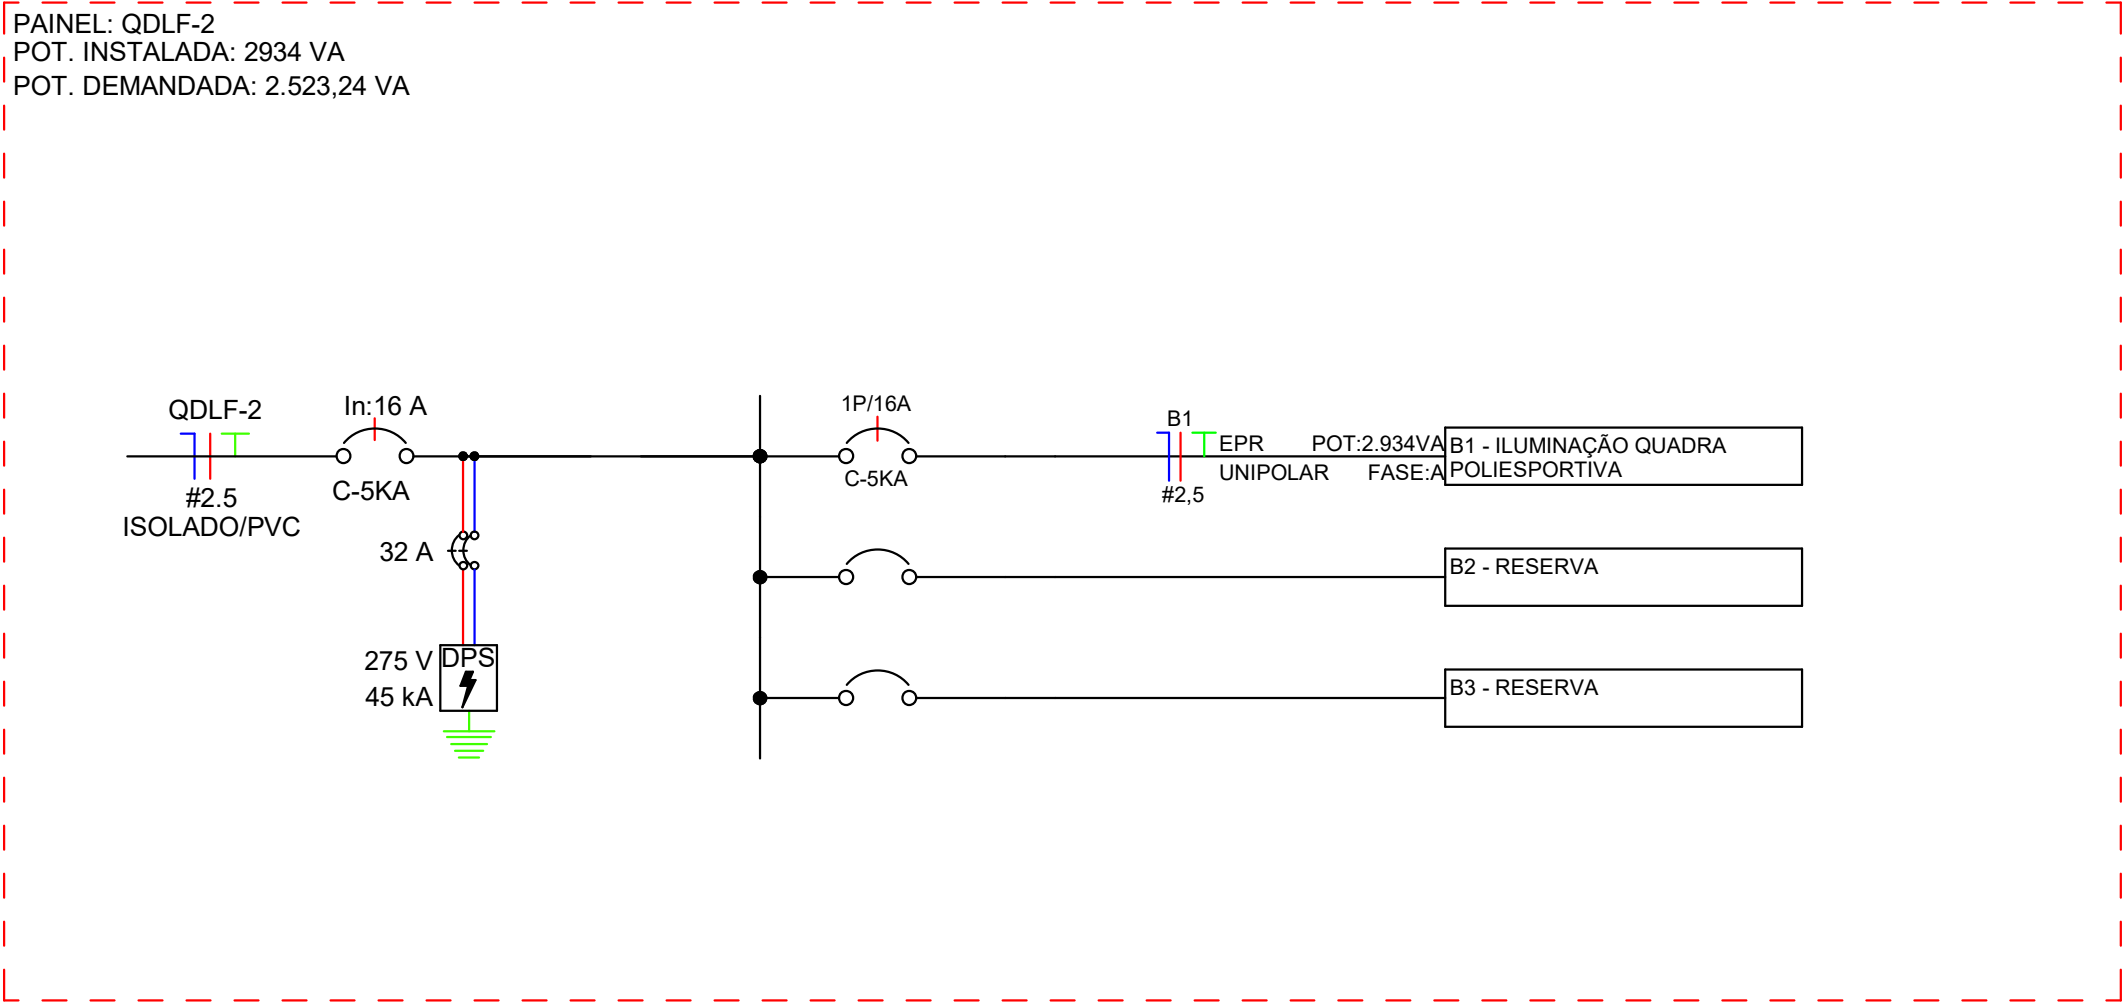 PAINEL: QDLF-2
POT. INSTALADA: 2934 VA
POT. DEMANDADA: 2.523,24 VA
QDLF-2
#2.5
ISOLADO/PVC
In:16 A
C-5KA
32 A
275 V
45 kA
DPS
1P/16A
C-5KA
B1
#2,5
EPR
UNIPOLAR
POT:2.934VA
FASE:A
B1 - ILUMINAÇÃO QUADRA
POLIESPORTIVA
B2 - RESERVA
B3 - RESERVA